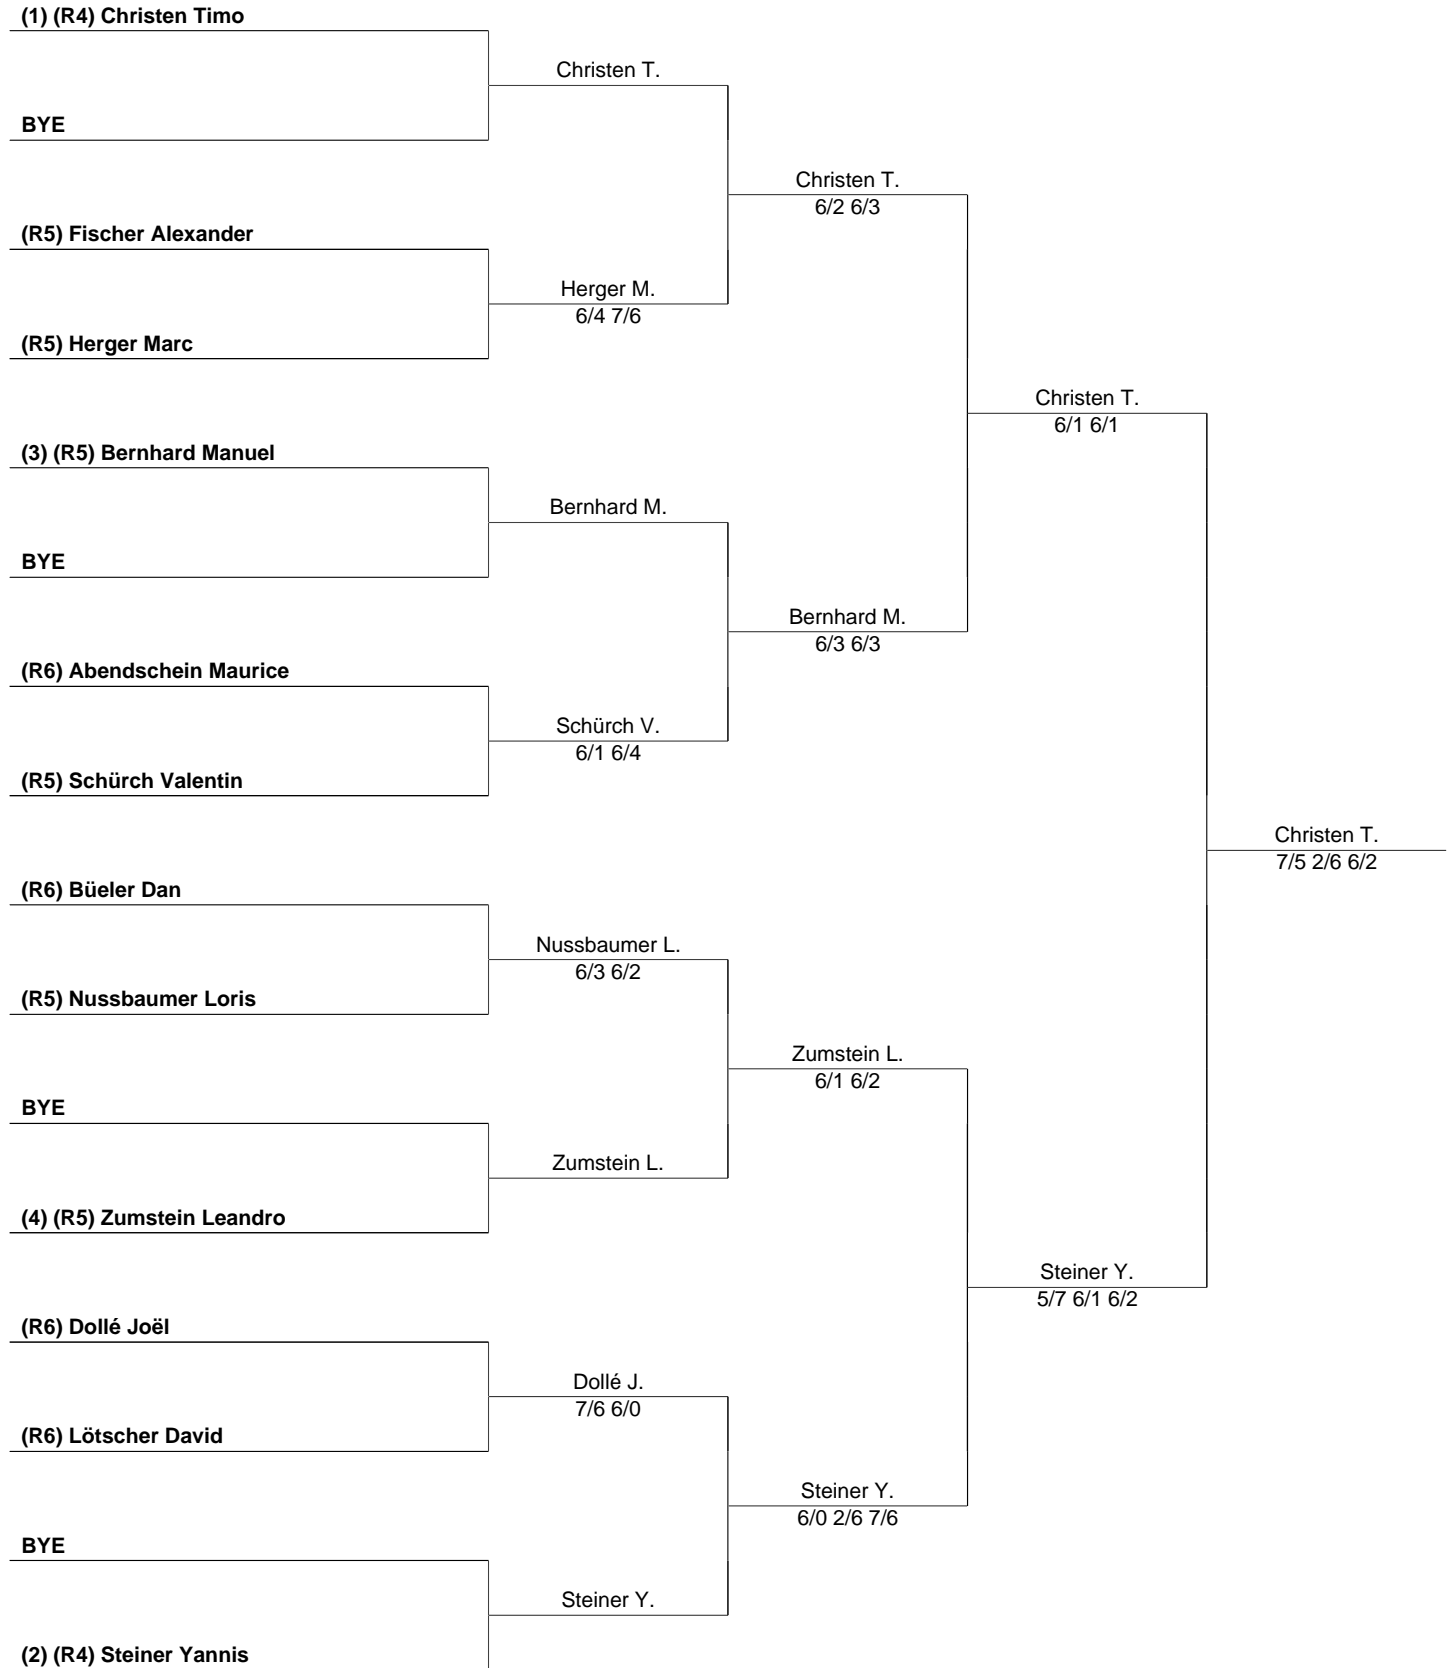 (1) (R4) Christen Timo
Christen T.
BYE
Christen T.
6/2 6/3
(R5) Fischer Alexander
Herger M.
6/4 7/6
(R5) Herger Marc
Christen T.
6/1 6/1
(3) (R5) Bernhard Manuel
Bernhard M.
BYE
Bernhard M.
6/3 6/3
(R6) Abendschein Maurice
Schürch V.
6/1 6/4
(R5) Schürch Valentin
Christen T.
7/5 2/6 6/2
(R6) Büeler Dan
Nussbaumer L.
6/3 6/2
(R5) Nussbaumer Loris
Zumstein L.
6/1 6/2
BYE
Zumstein L.
(4) (R5) Zumstein Leandro
Steiner Y.
5/7 6/1 6/2
(R6) Dollé Joël
Dollé J.
7/6 6/0
(R6) Lötscher David
Steiner Y.
6/0 2/6 7/6
BYE
Steiner Y.
(2) (R4) Steiner Yannis